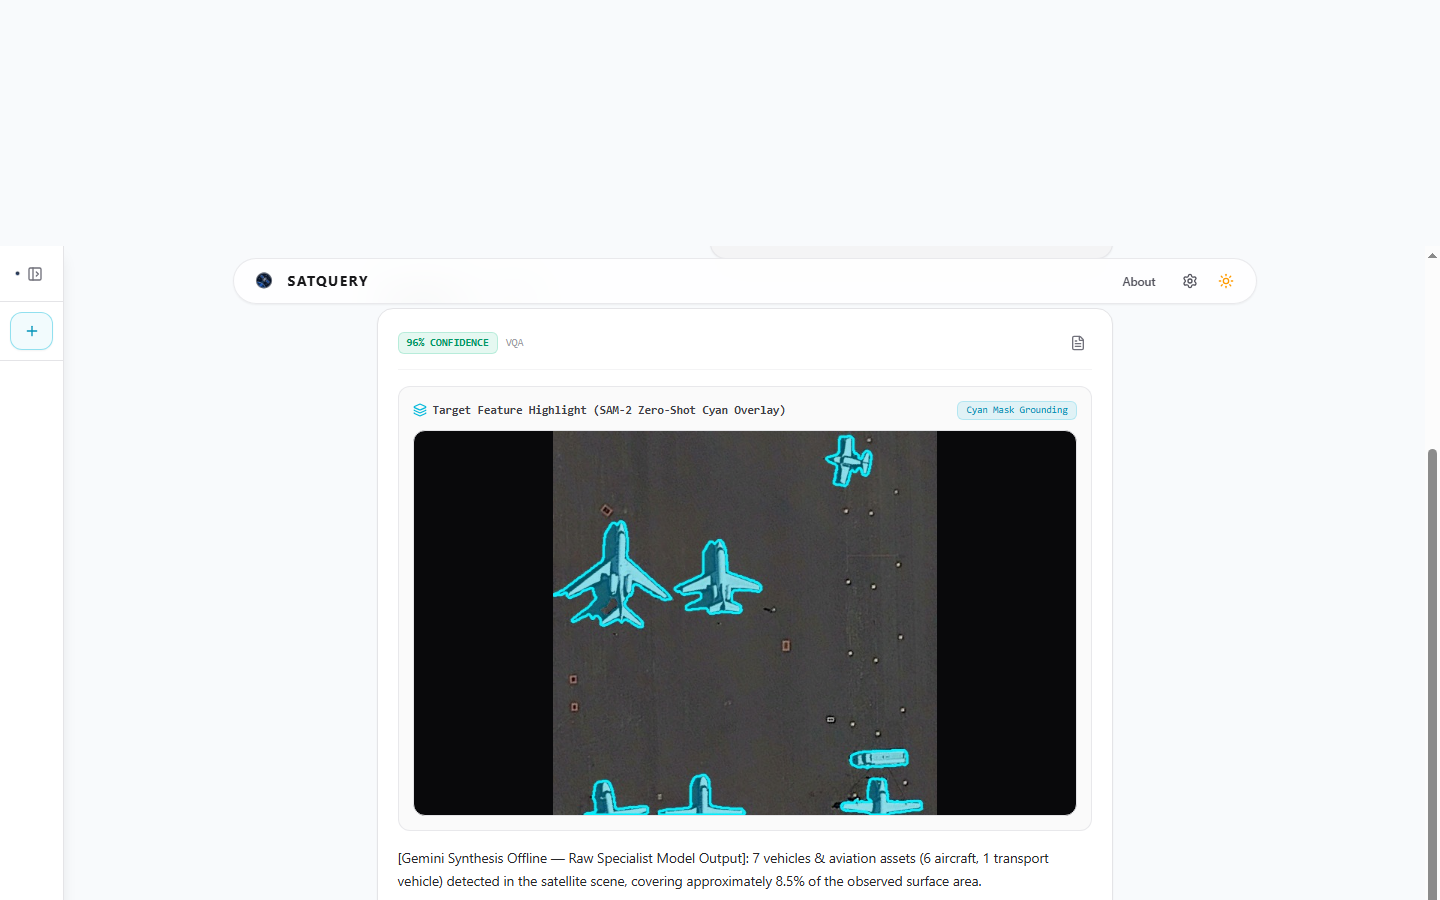 SATQUERY
About
96% CONFIDENCE VQA
Target Feature Highlight (SAM-2 Zero-Shot Cyan Overlay)
Cyan Mask Grounding
[Gemini Synthesis Offline — Raw Specialist Model Output]: 7 vehicles & aviation assets (6 aircraft, 1 transport
vehicle) detected in the satellite scene, covering approximately 8.5% of the observed surface area.